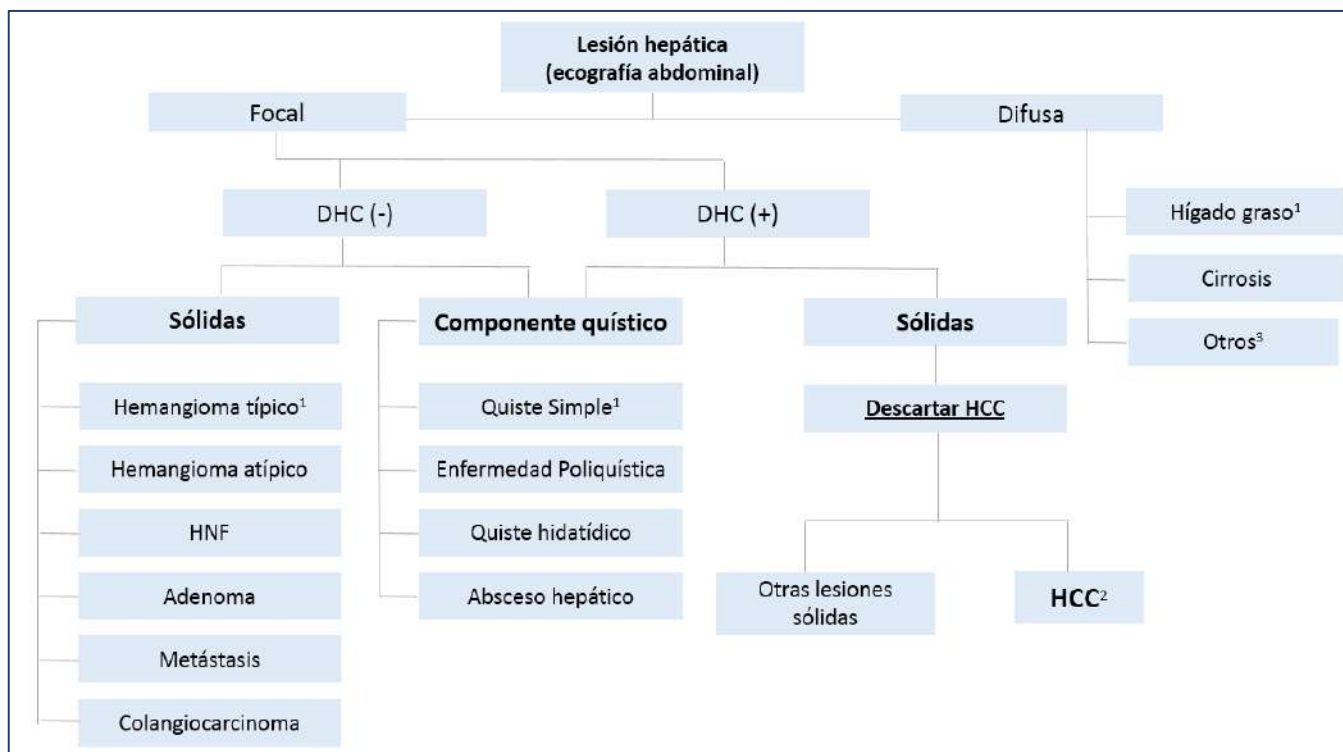 Lesión hepática
(ecografía abdominal)
Focal
Difusa
DHC (-)
DHC (+)
Hígado graso¹
Cirrosis
Otros³
Sólidas
Componente quístico
Sólidas
Hemangioma típico¹
Quiste Simple¹
Descartar HCC
Hemangioma atípico
Enfermedad Poliquística
HNF
Quiste hidatídico
Adenoma
Absceso hepático
Otras lesiones
sólidas
HCC²
Metástasis
Colangiocarcinoma